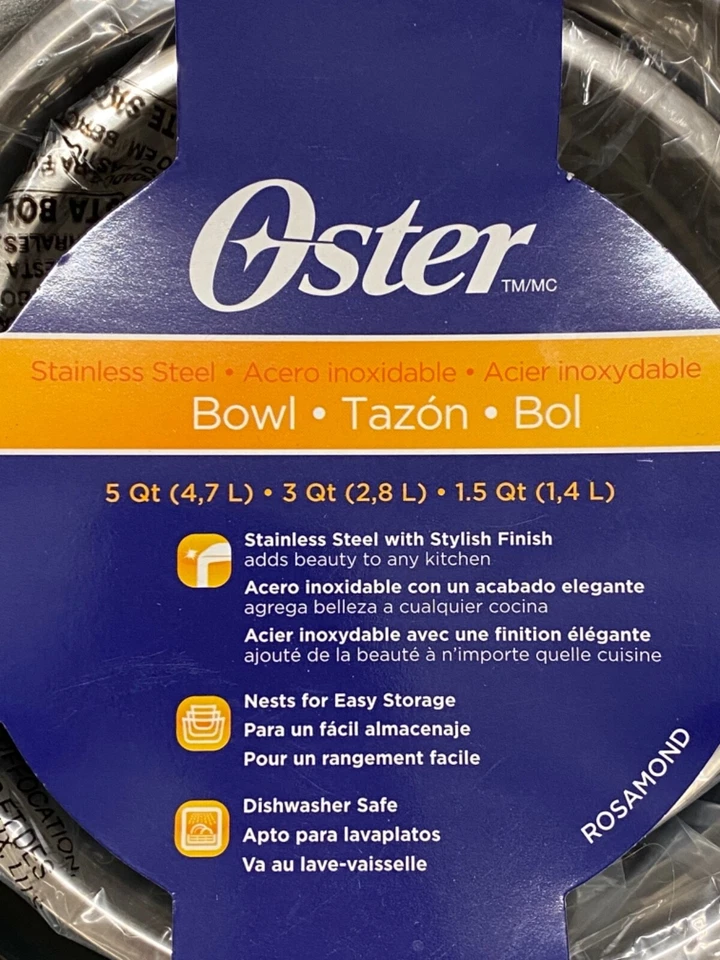 Oster
TM/MC
Stainless Steel • Acero inoxidable • Acier inoxydable
Bowl • Tazón • Bol
5 Qt (4,7 L) • 3 Qt (2,8 L) • 1.5 Qt (1,4 L)
Stainless Steel with Stylish Finish
adds beauty to any kitchen
Acero inoxidable con un acabado elegante
agrega belleza a cualquier cocina
Acier inoxydable avec une finition élégante
ajouté de la beauté à n'importe quelle cuisine
Nests for Easy Storage
Para un fácil almacenaje
Pour un rangement facile
Dishwasher Safe
Apto para lavaplatos
Va au lave-vaisselle
ROSAMOND